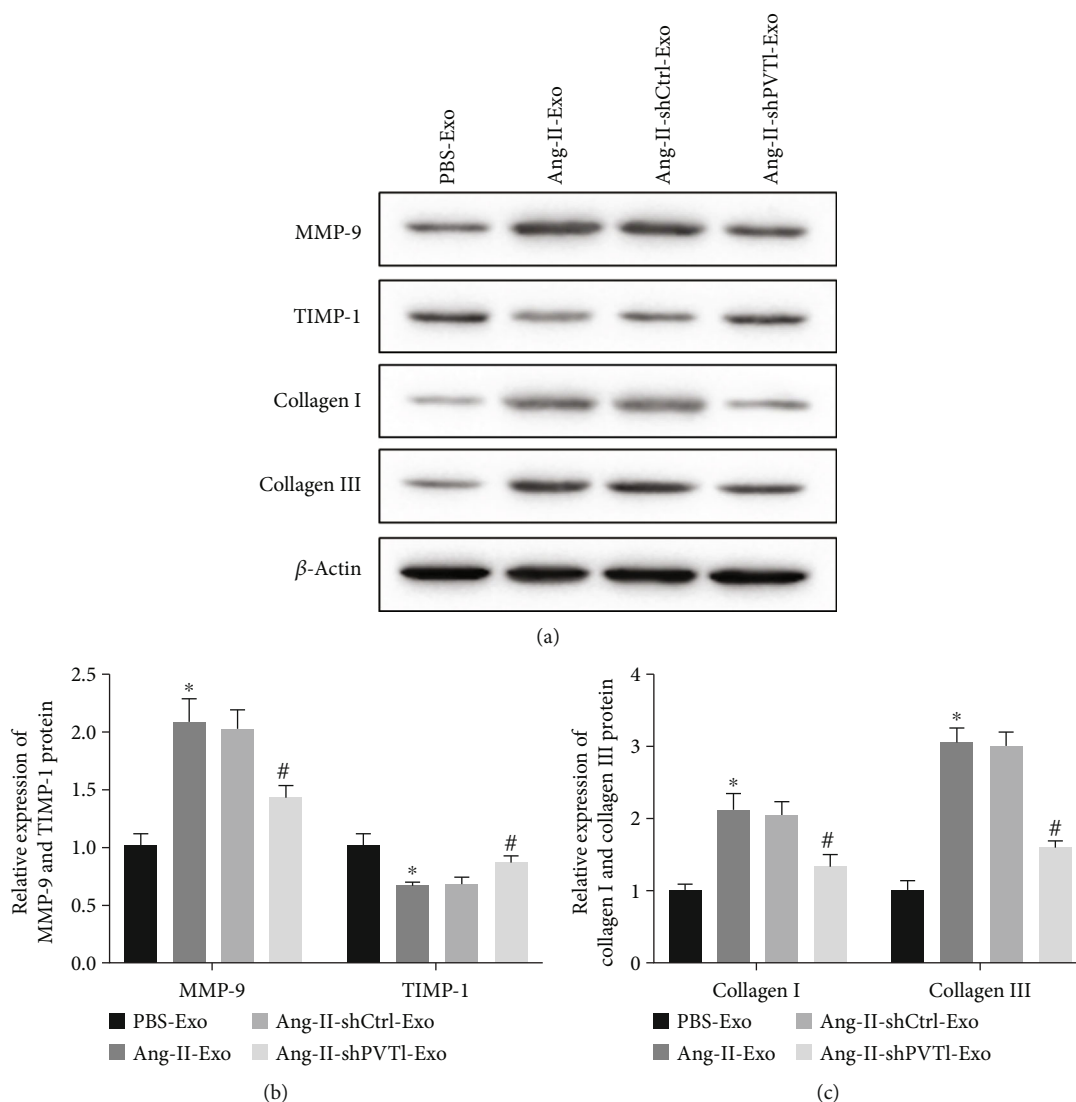 PBS-Exo
Ang-II-Exo
Ang-II-shCtrl-Exo
Ang-II-shPVTl-Exo
MMP-9
TIMP-1
Collagen I
Collagen III
β-Actin
(a)
Relative expression of
MMP-9 and TIMP-1 protein
2.5
2.0
1.5
1.0
0.5
0.0
*
#
*
#
MMP-9
TIMP-1
PBS-Exo
Ang-II-shCtrl-Exo
Ang-II-Exo
Ang-II-shPVTl-Exo
(b)
Relative expression of
collagen I and collagen III protein
4
3
2
1
0
*
#
*
#
Collagen I
Collagen III
PBS-Exo
Ang-II-shCtrl-Exo
Ang-II-Exo
Ang-II-shPVTl-Exo
(c)